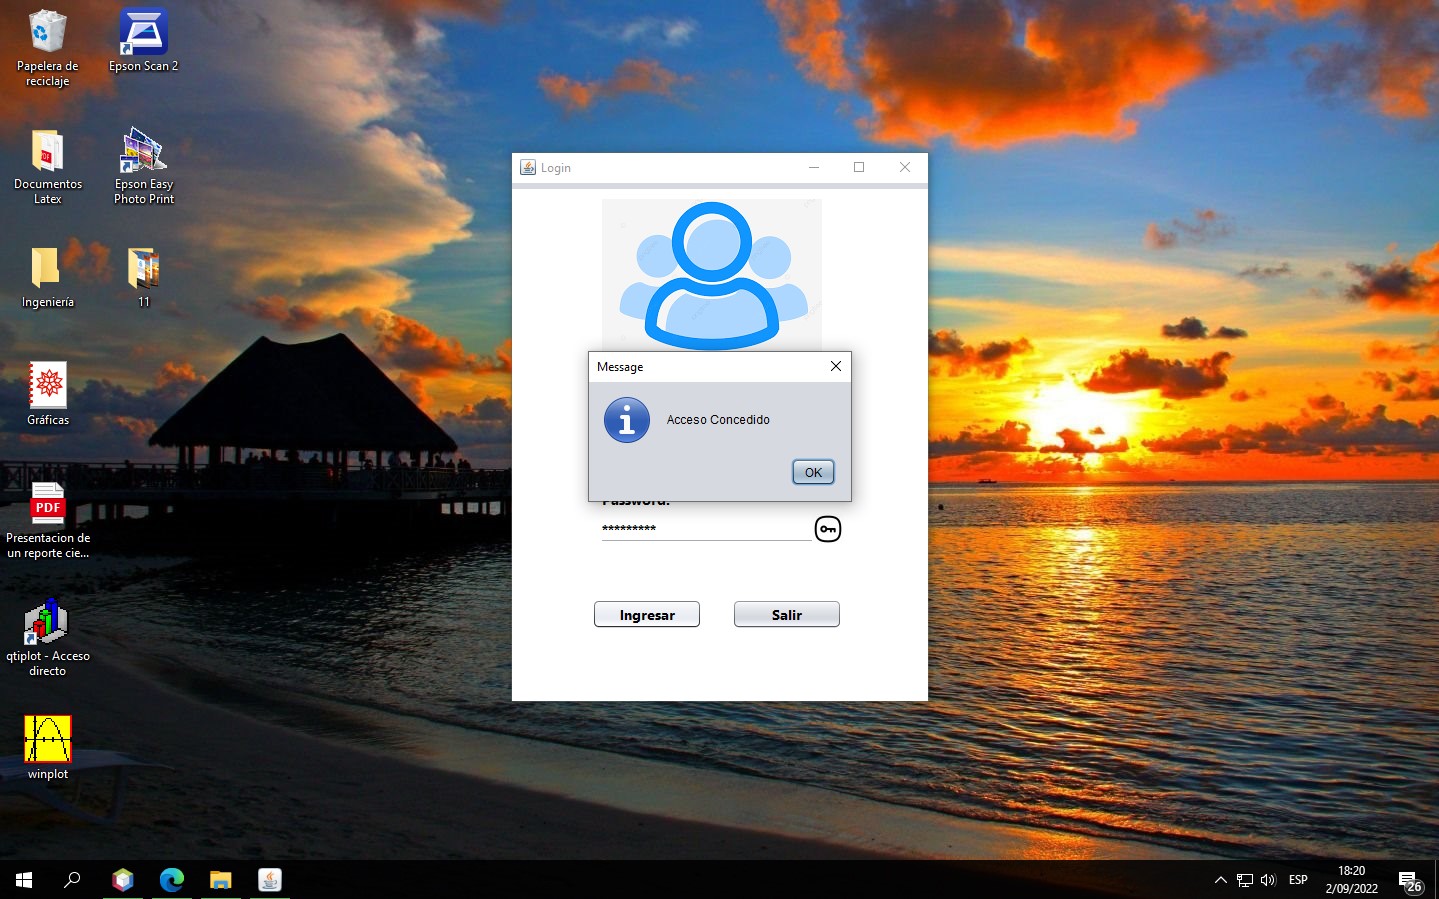 Papelera de
reciclaje
Epson Scan 2
Documentos
Latex
Epson Easy
Photo Print
Ingeniería
11
Gráficas
PDF
Presentacion de
un reporte cie...
qtiplot - Acceso
directo
winplot
Login
Message
Acceso Concedido
OK
Password:
*********
Ingresar
Salir
ESP
18:20
2/09/2022
26